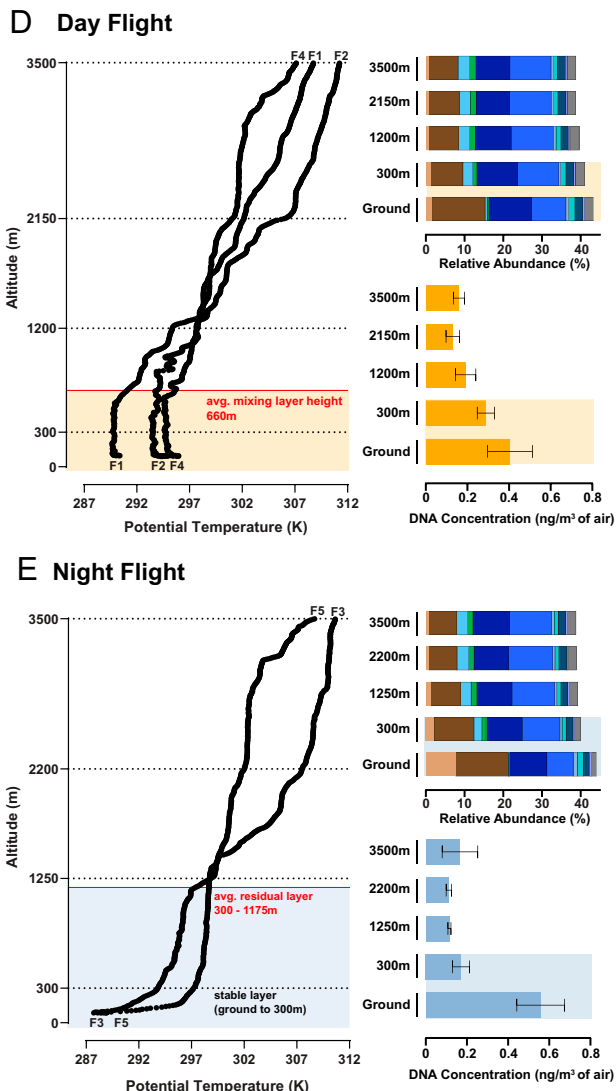 D Day Flight
3500
2150
1200
300
0
Altitude (m)
F4 F1 F2
avg. mixing layer height
660m
F1 F2 F4
287 292 297 302 307 312
Potential Temperature (K)
3500m
2150m
1200m
300m
Ground
0 10 20 30 40
Relative Abundance (%)
3500m
2150m
1200m
300m
Ground
0 0.2 0.4 0.6 0.8
DNA Concentration (ng/m³ of air)
E Night Flight
3500
2200
1250
300
0
Altitude (m)
F5 F3
avg. residual layer
300 - 1175m
stable layer
(ground to 300m)
F3 F5
287 292 297 302 307 312
Potential Temperature (K)
3500m
2200m
1250m
300m
Ground
0 10 20 30 40
Relative Abundance (%)
3500m
2200m
1250m
300m
Ground
0 0.2 0.4 0.6 0.8
DNA Concentration (ng/m³ of air)